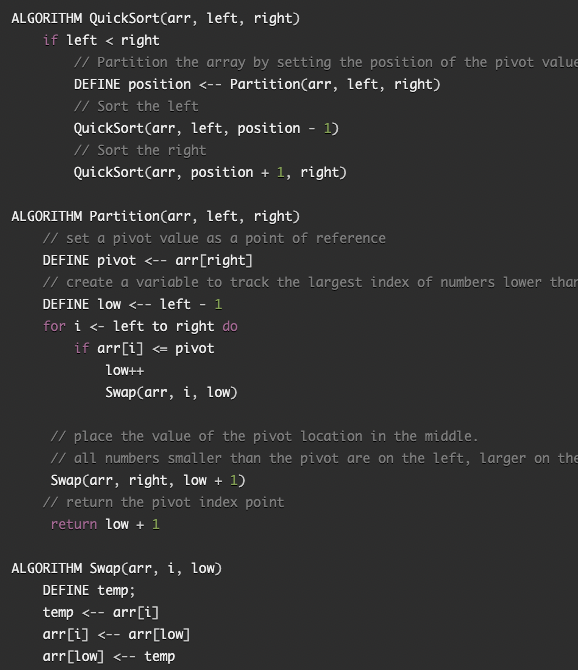 ALGORITHM QuickSort(arr, left, right)
    if left < right
        // Partition the array by setting the position of the pivot value
        DEFINE position <-- Partition(arr, left, right)
        // Sort the left
        QuickSort(arr, left, position - 1)
        // Sort the right
        QuickSort(arr, position + 1, right)

ALGORITHM Partition(arr, left, right)
    // set a pivot value as a point of reference
    DEFINE pivot <-- arr[right]
    // create a variable to track the largest index of numbers lower than
    DEFINE low <-- left - 1
    for i <- left to right do
        if arr[i] <= pivot
            low++
            Swap(arr, i, low)

     // place the value of the pivot location in the middle.
     // all numbers smaller than the pivot are on the left, larger on the
     Swap(arr, right, low + 1)
    // return the pivot index point
     return low + 1

ALGORITHM Swap(arr, i, low)
    DEFINE temp;
    temp <-- arr[i]
    arr[i] <-- arr[low]
    arr[low] <-- temp